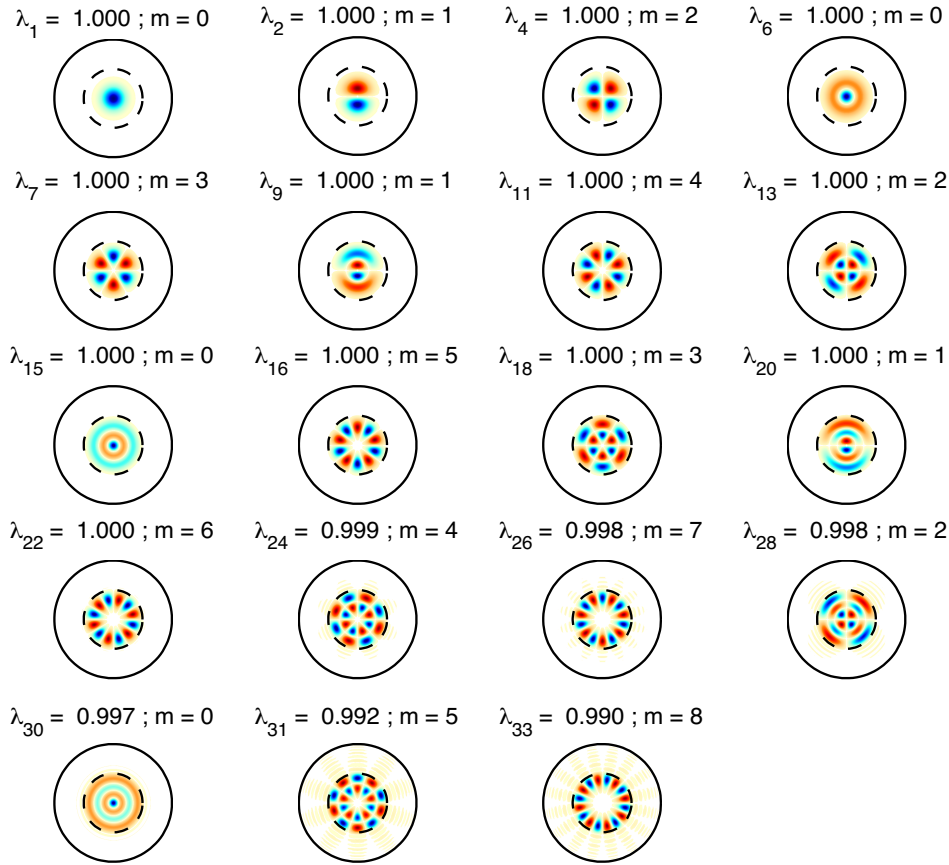 λ₁ = 1.000 ; m = 0
λ₂ = 1.000 ; m = 1
λ₄ = 1.000 ; m = 2
λ₆ = 1.000 ; m = 0
λ₇ = 1.000 ; m = 3
λ₉ = 1.000 ; m = 1
λ₁₁ = 1.000 ; m = 4
λ₁₃ = 1.000 ; m = 2
λ₁₅ = 1.000 ; m = 0
λ₁₆ = 1.000 ; m = 5
λ₁₈ = 1.000 ; m = 3
λ₂₀ = 1.000 ; m = 1
λ₂₂ = 1.000 ; m = 6
λ₂₄ = 0.999 ; m = 4
λ₂₆ = 0.998 ; m = 7
λ₂₈ = 0.998 ; m = 2
λ₃₀ = 0.997 ; m = 0
λ₃₁ = 0.992 ; m = 5
λ₃₃ = 0.990 ; m = 8